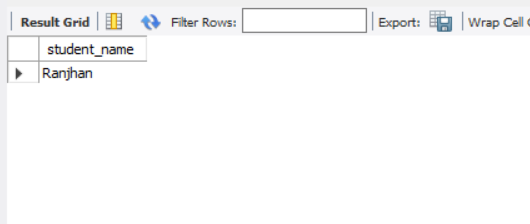 Result Grid Filter Rows: Export: Wrap Cell
student_name
Ranjhan